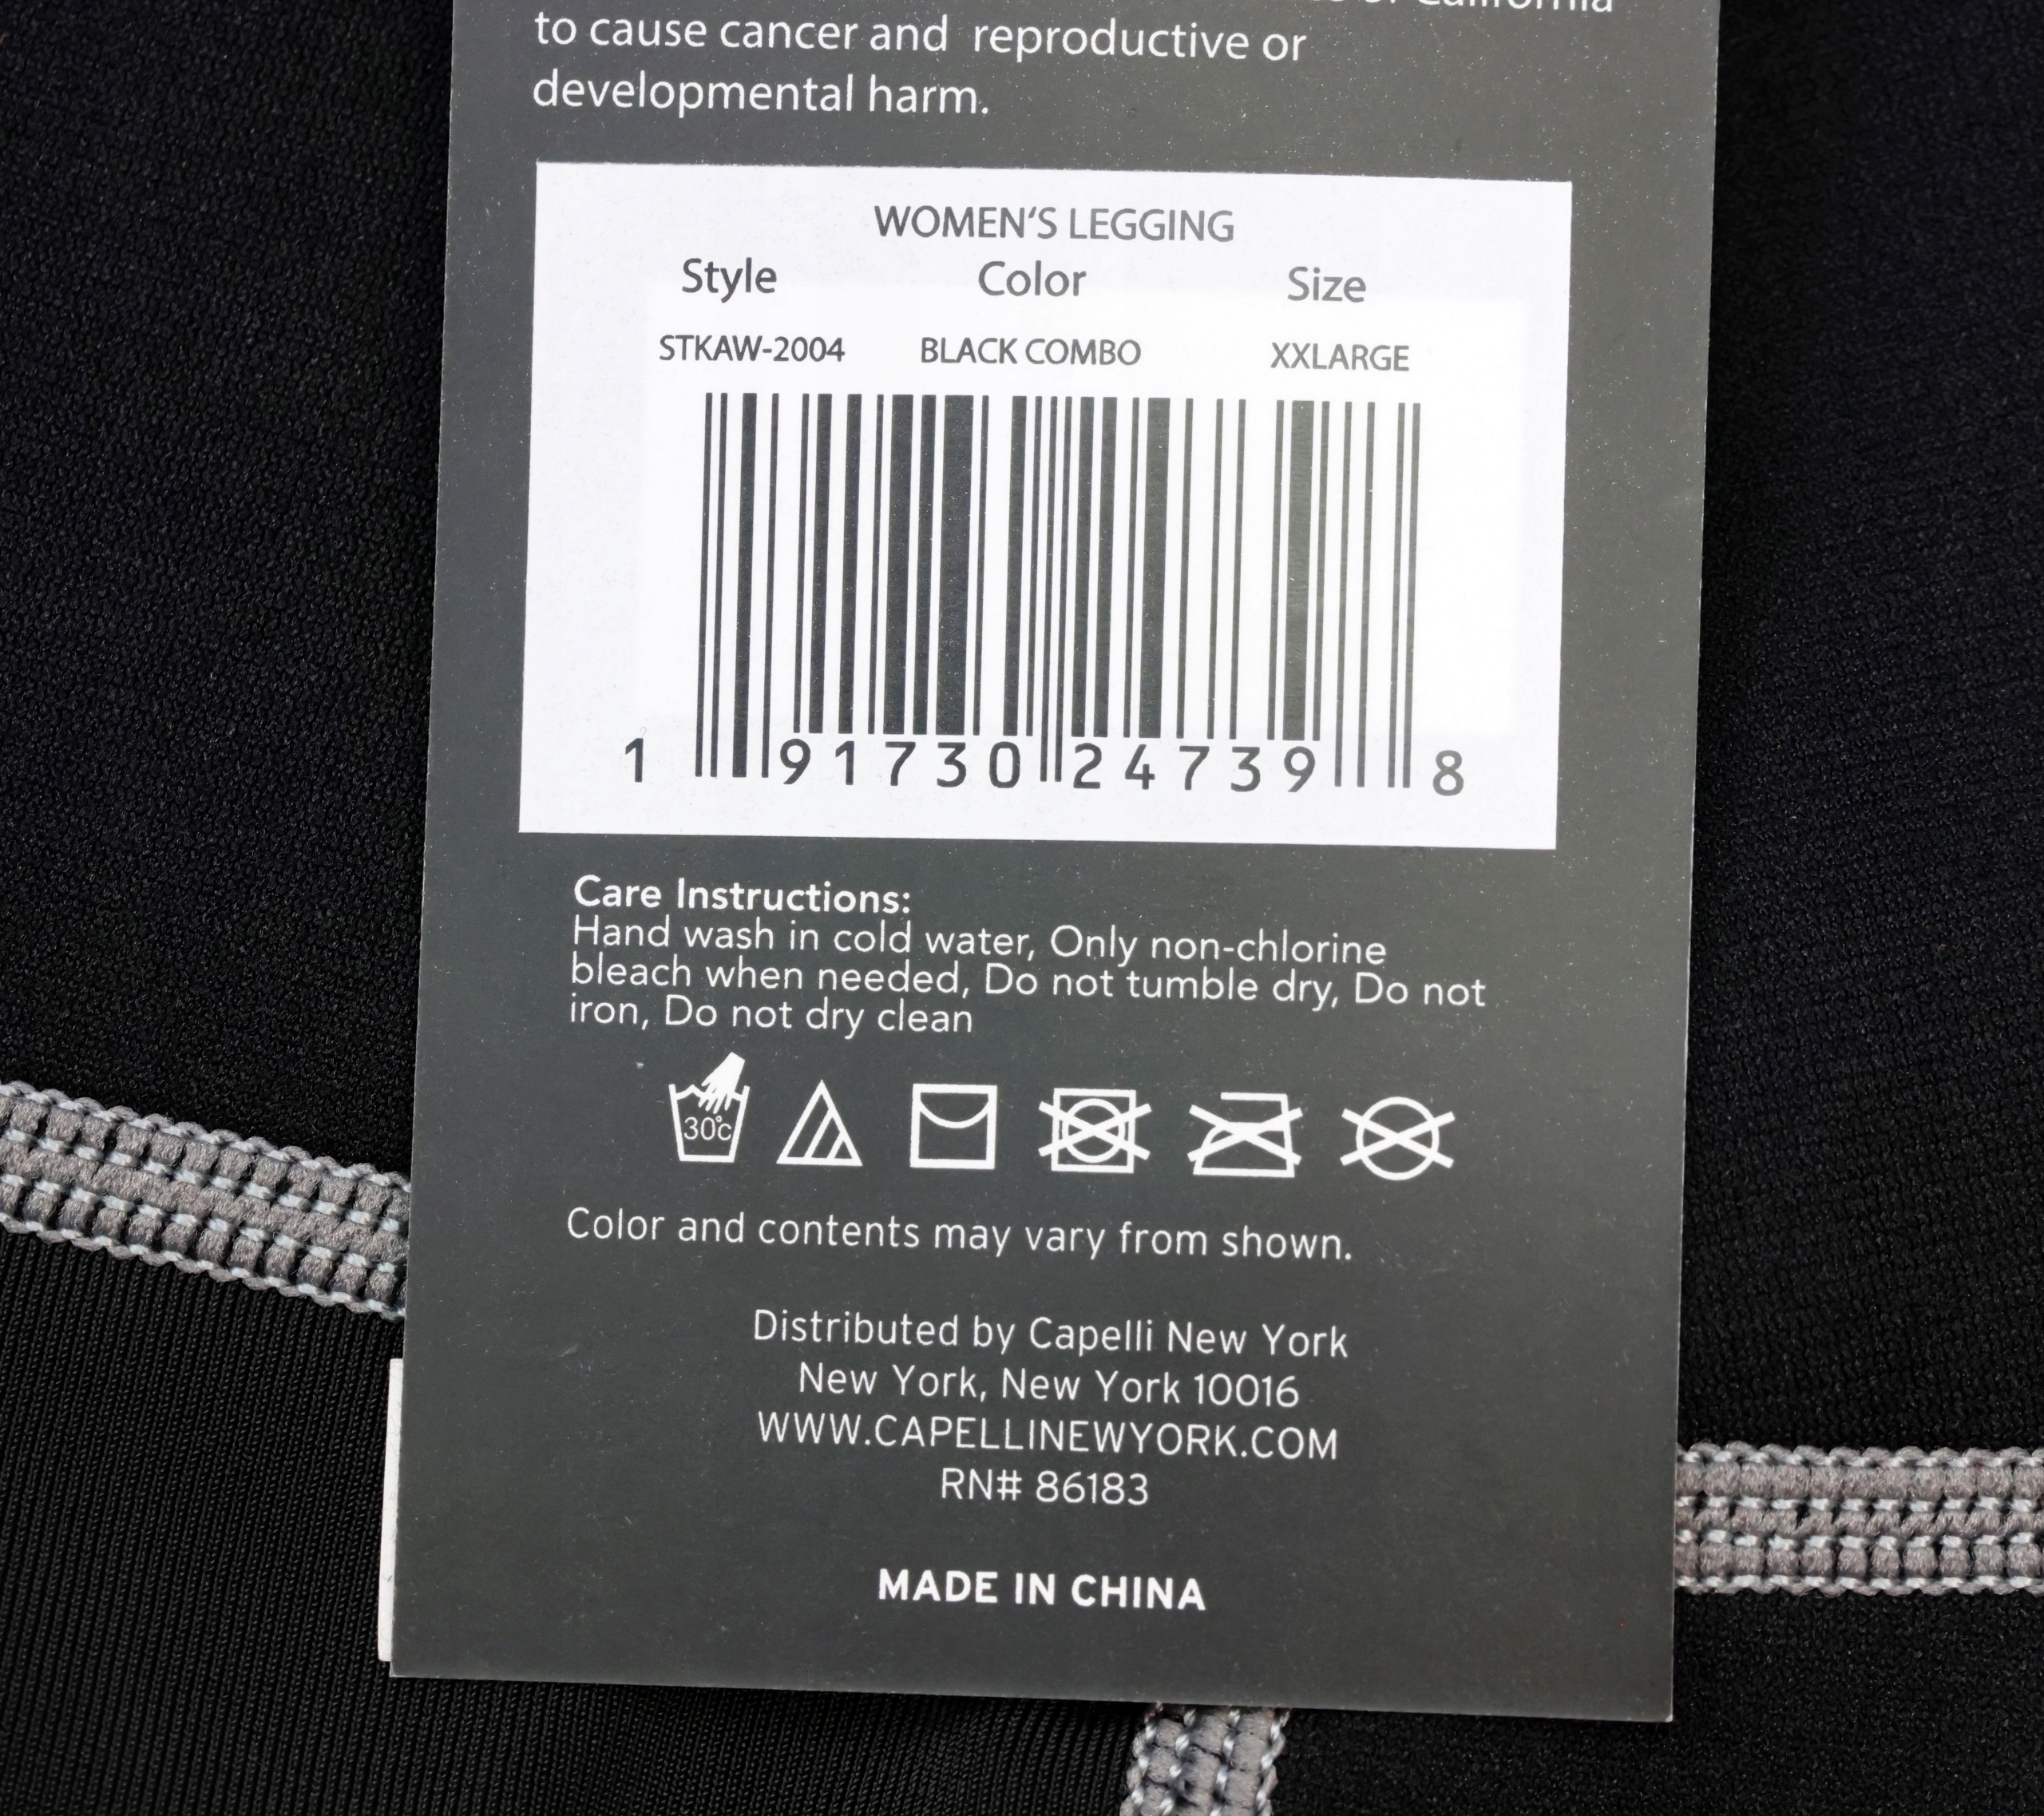 of California
to cause cancer and reproductive or
developmental harm.
WOMEN'S LEGGING
Style Color Size
STKAW-2004 BLACK COMBO XXLARGE
1 91730 24739 8
Care Instructions:
Hand wash in cold water, Only non-chlorine
bleach when needed, Do not tumble dry, Do not
iron, Do not dry clean
30°c
Color and contents may vary from shown.
Distributed by Capelli New York
New York, New York 10016
WWW.CAPELLINEWYORK.COM
RN# 86183
MADE IN CHINA